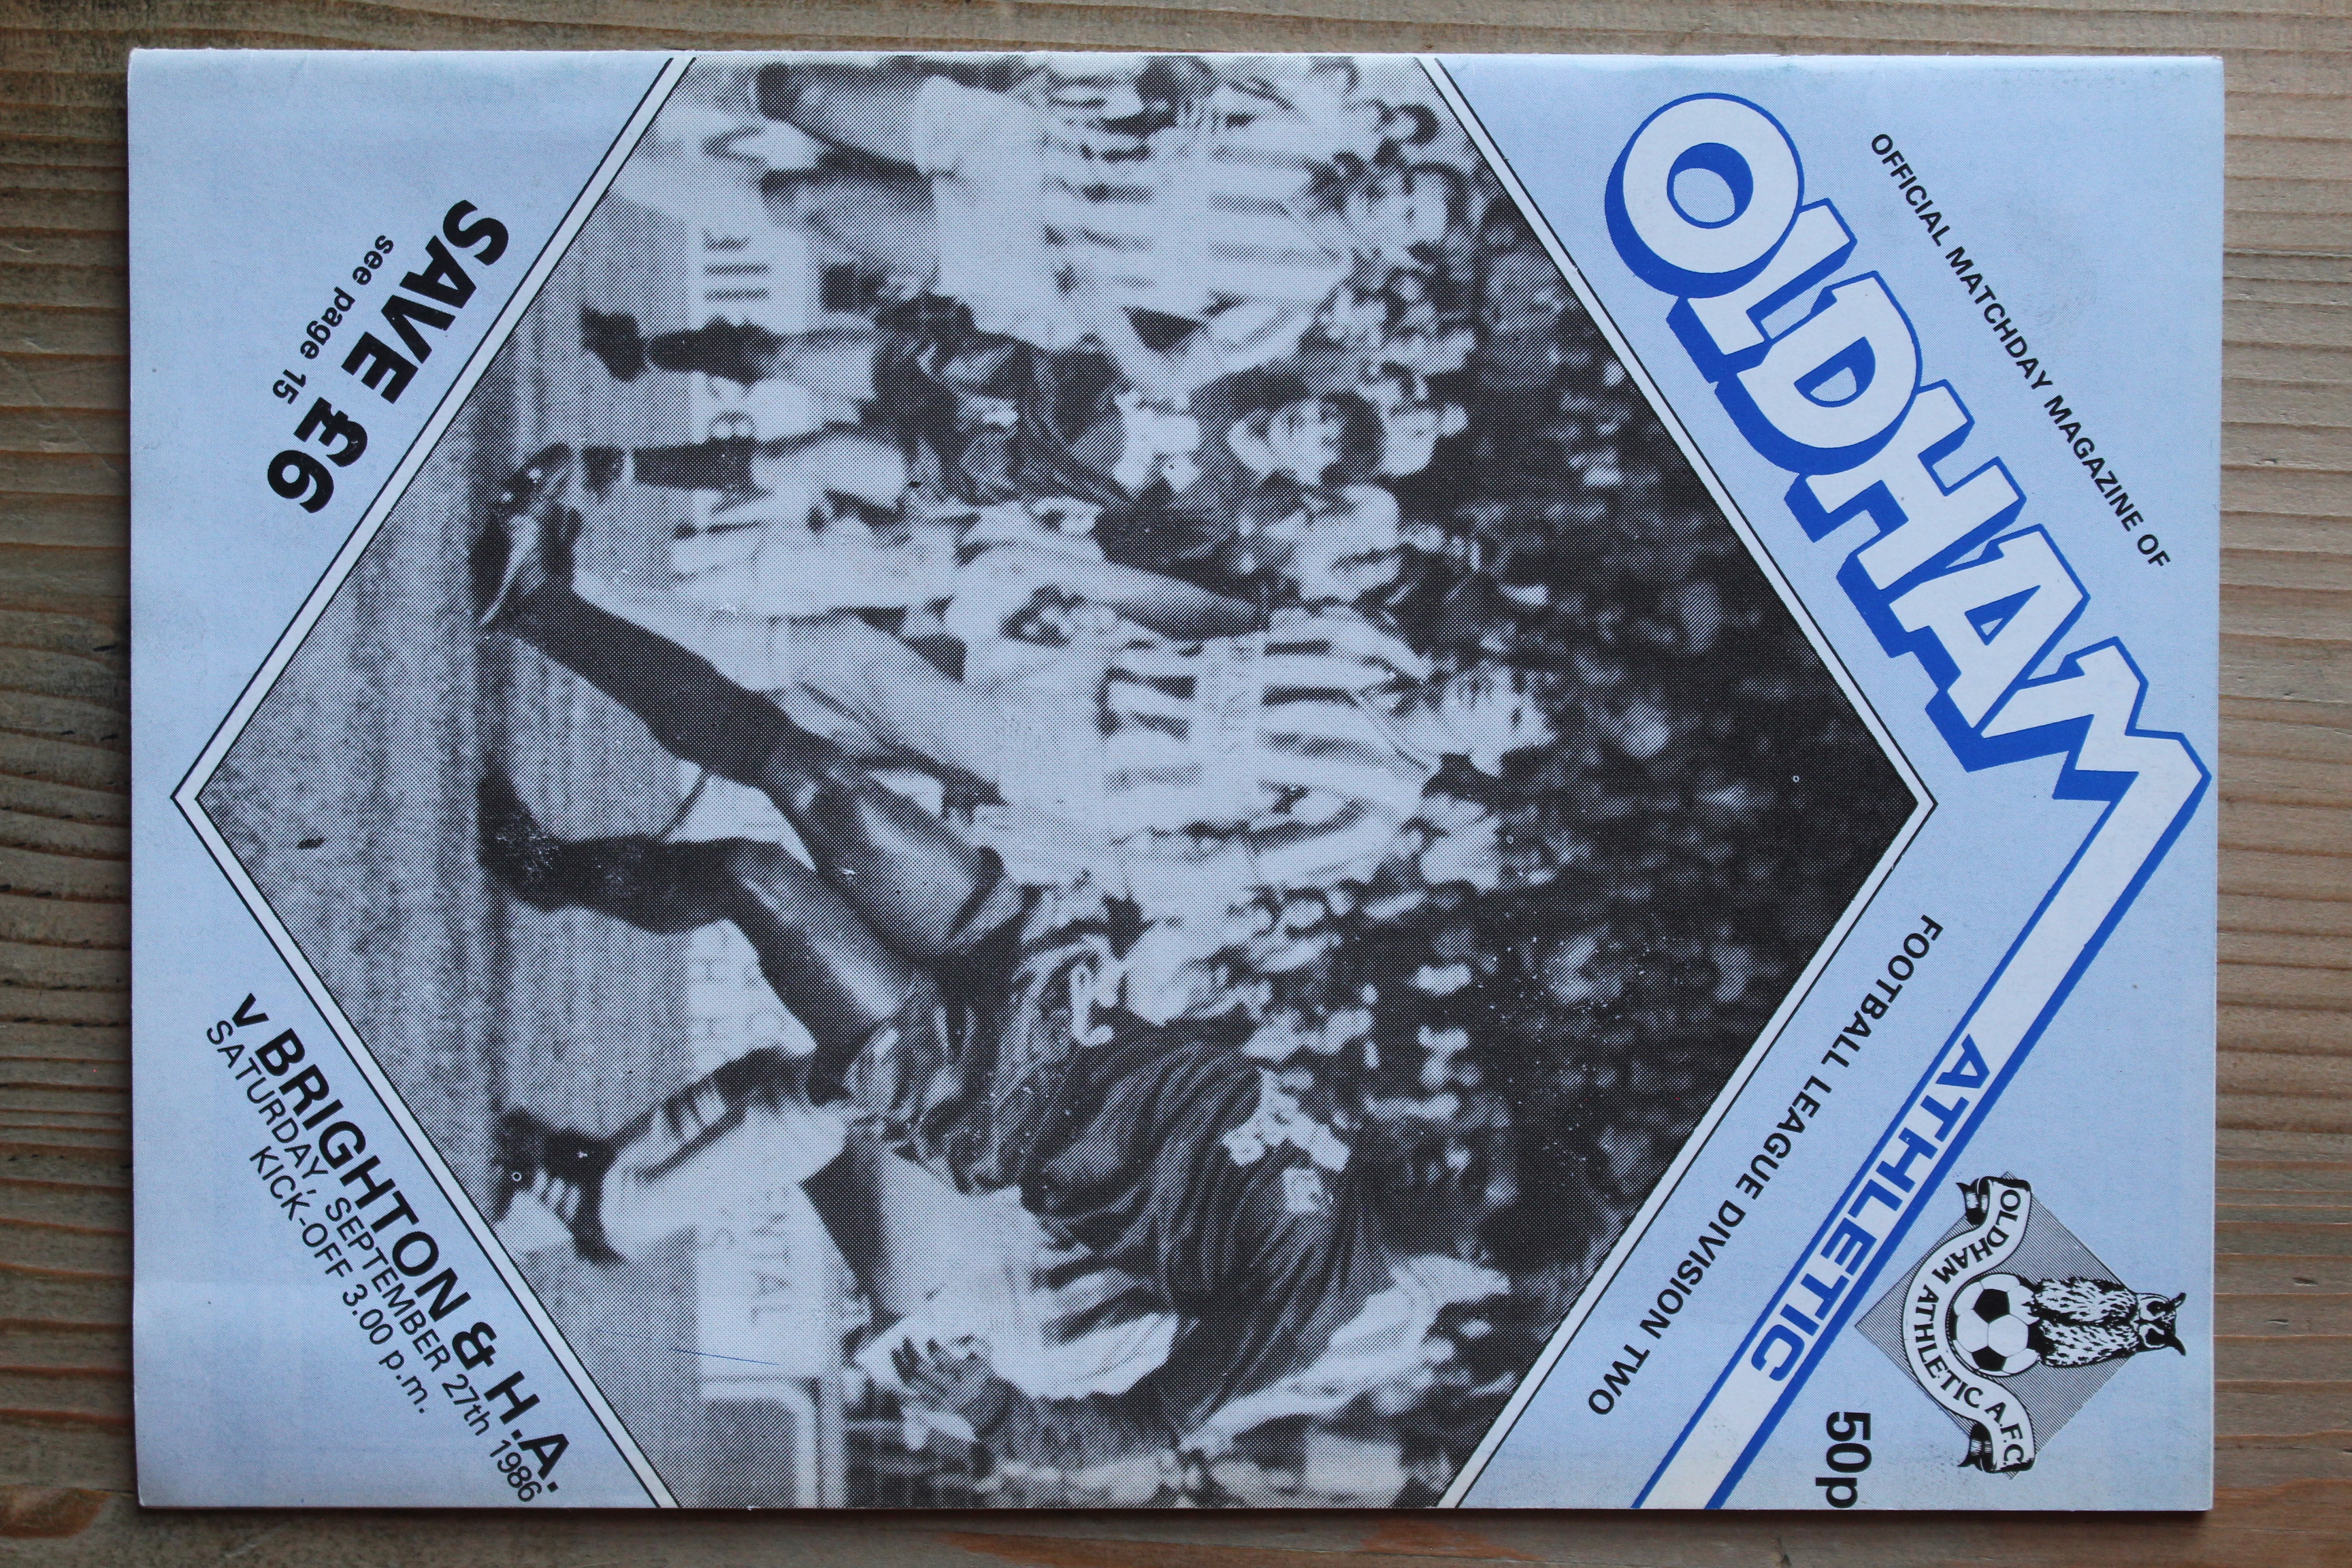 OFFICIAL MATCHDAY MAGAZINE OF
OLDHAM
ATHLETIC
FOOTBALL LEAGUE DIVISION TWO
OLDHAM ATHLETIC A.F.C.
50p
SAVE £6
see page 15
v BRIGHTON & H.A.
SATURDAY, SEPTEMBER 27th 1986
KICK-OFF 3.00 p.m.